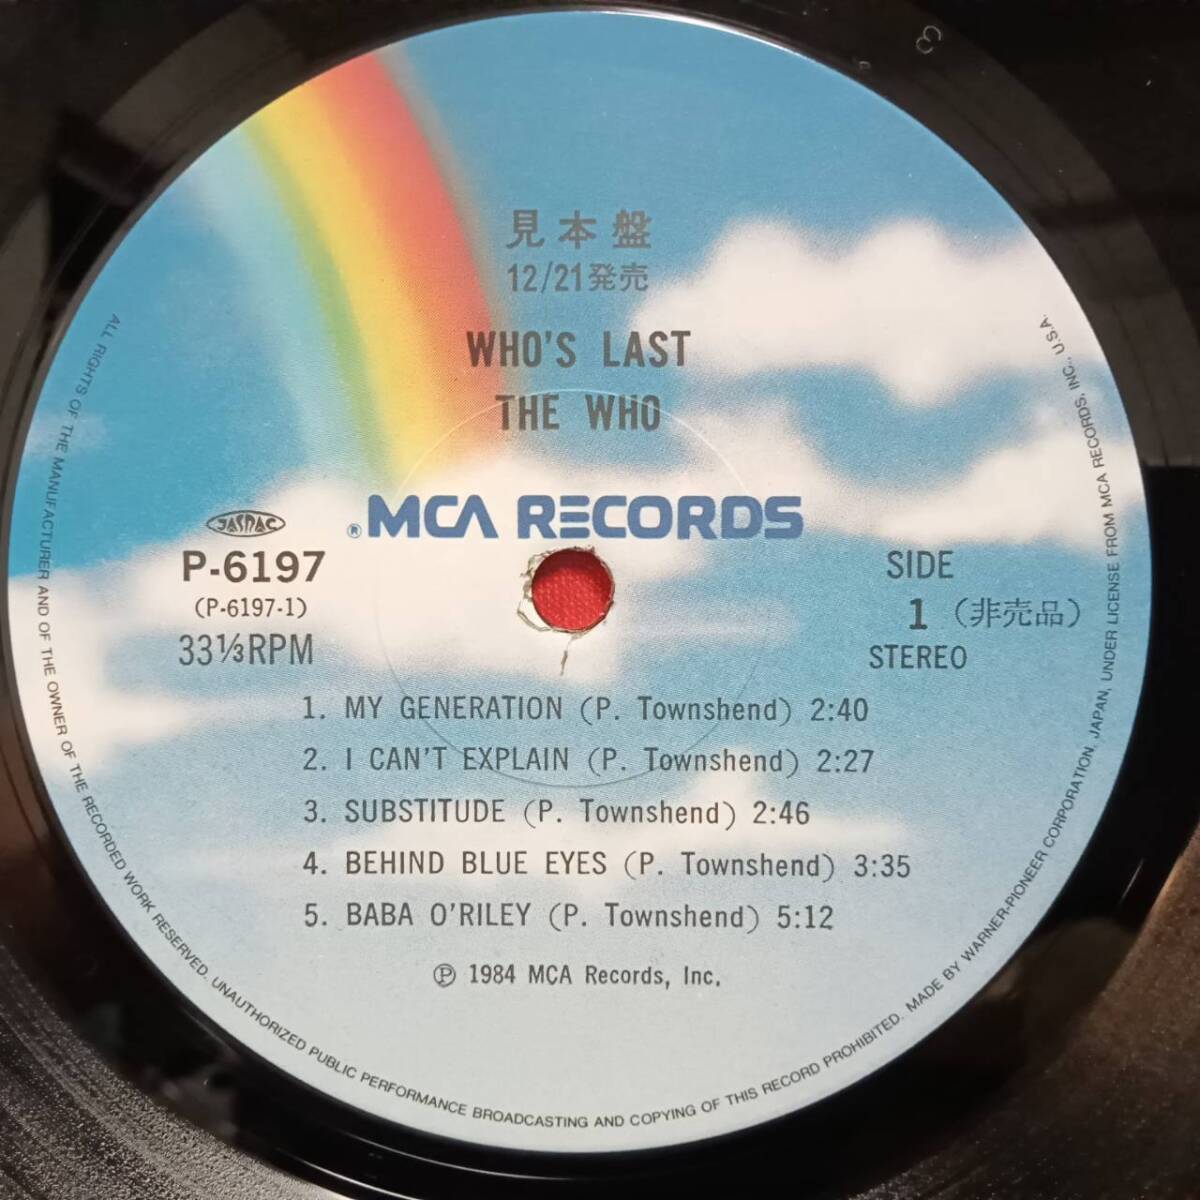 見本盤
12/21発売
WHO'S LAST
THE WHO
® MCA RECORDS
JASRAC
P-6197
(P-6197-1)
33⅓RPM
SIDE
1 (非売品)
STEREO
1. MY GENERATION (P. Townshend) 2:40
2. I CAN'T EXPLAIN (P. Townshend) 2:27
3. SUBSTITUDE (P. Townshend) 2:46
4. BEHIND BLUE EYES (P. Townshend) 3:35
5. BABA O'RILEY (P. Townshend) 5:12
℗ 1984 MCA Records, Inc.
ALL RIGHTS OF THE MANUFACTURER AND OF THE OWNER OF THE RECORDED WORK RESERVED. UNAUTHORIZED PUBLIC PERFORMANCE BROADCASTING AND COPYING OF THIS RECORD PROHIBITED. MADE BY WARNER-PIONEER CORPORATION, JAPAN, UNDER LICENSE FROM MCA RECORDS, INC., U.S.A.
3